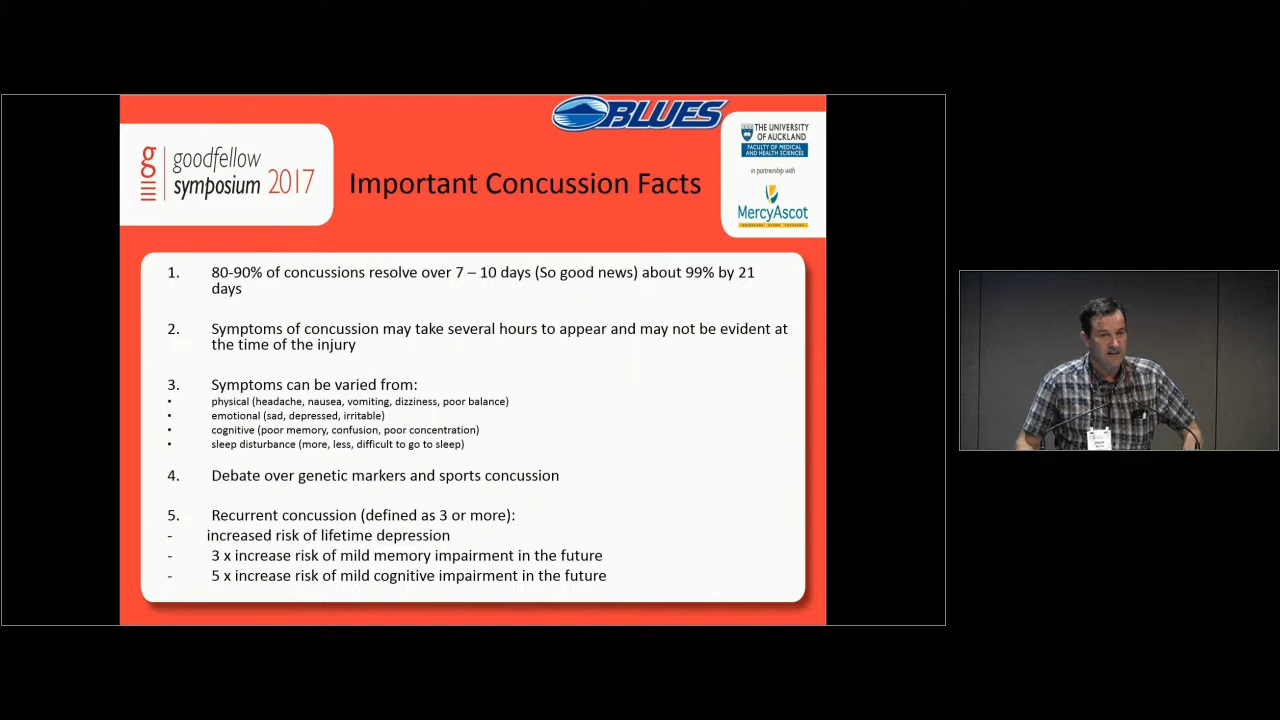 BLUES
goodfellow
symposium 2017
Important Concussion Facts
THE UNIVERSITY
OF AUCKLAND
FACULTY OF MEDICAL
AND HEALTH SCIENCES
in partnership with
MercyAscot
1. 80-90% of concussions resolve over 7 – 10 days (So good news) about 99% by 21
days
2. Symptoms of concussion may take several hours to appear and may not be evident at
the time of the injury
3. Symptoms can be varied from:
• physical (headache, nausea, vomiting, dizziness, poor balance)
• emotional (sad, depressed, irritable)
• cognitive (poor memory, confusion, poor concentration)
• sleep disturbance (more, less, difficult to go to sleep)
4. Debate over genetic markers and sports concussion
5. Recurrent concussion (defined as 3 or more):
- increased risk of lifetime depression
- 3 x increase risk of mild memory impairment in the future
- 5 x increase risk of mild cognitive impairment in the future